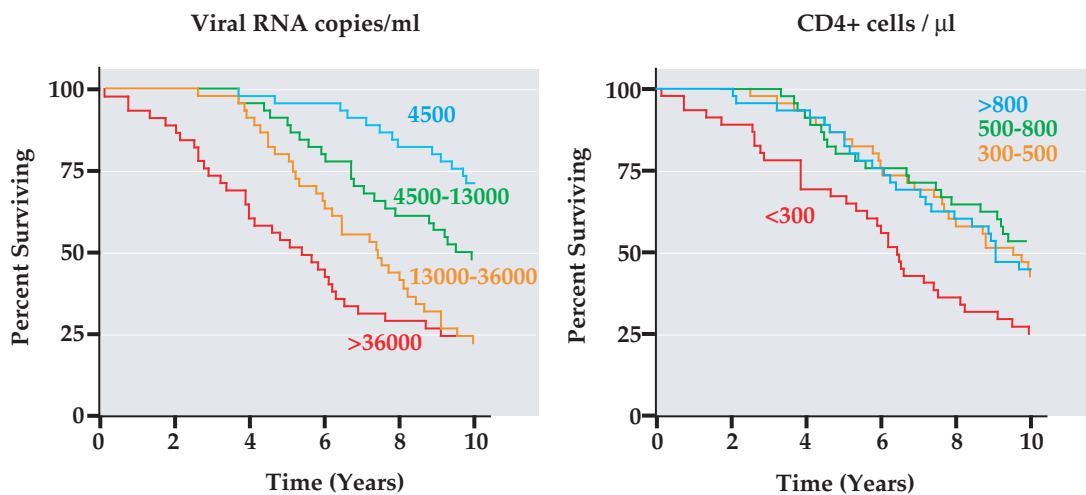 Viral RNA copies/ml
Percent Surviving
100
75
50
25
0
4500
4500-13000
13000-36000
>36000
0 2 4 6 8 10
Time (Years)
CD4+ cells / μl
Percent Surviving
100
75
50
25
0
>800
500-800
300-500
<300
0 2 4 6 8 10
Time (Years)